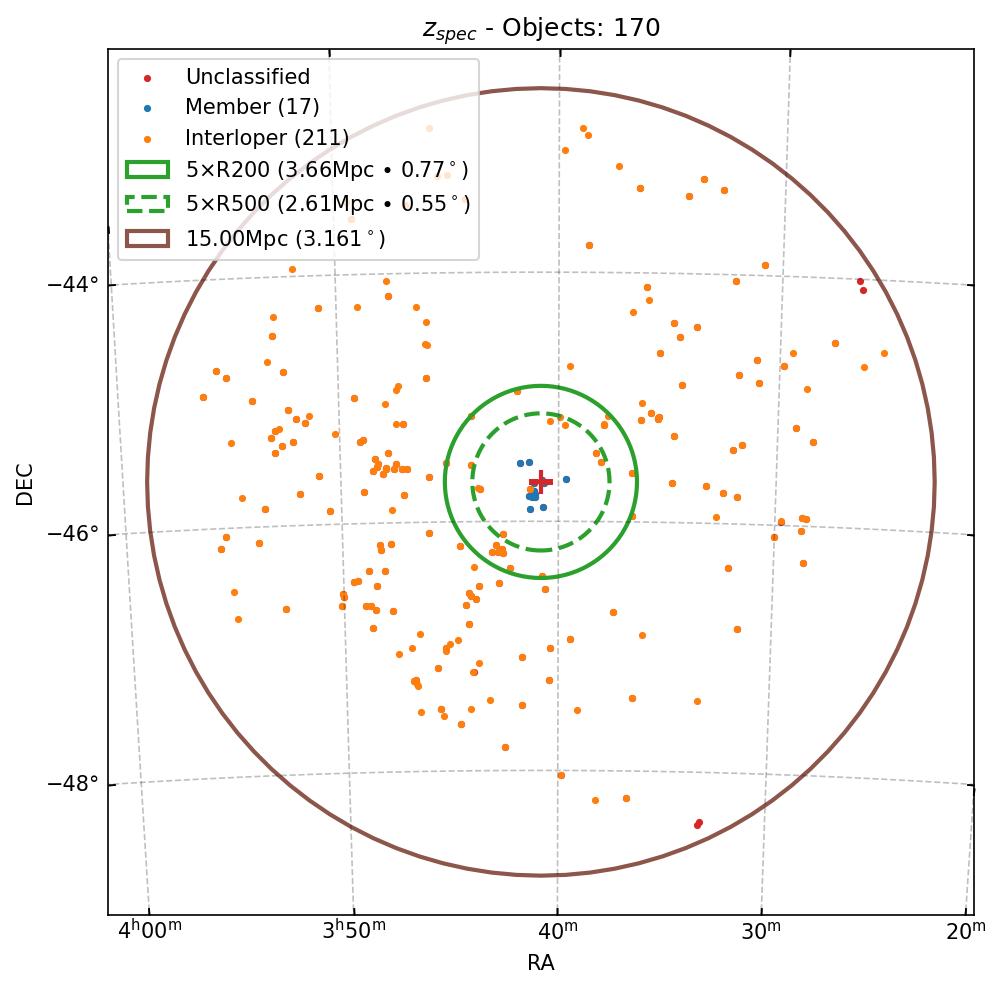 z_spec - Objects: 170
Unclassified
Member (17)
Interloper (211)
5×R200 (3.66Mpc • 0.77°)
5×R500 (2.61Mpc • 0.55°)
15.00Mpc (3.161°)
−44°
−46°
−48°
DEC
4ʰ00ᵐ 3ʰ50ᵐ 40ᵐ 30ᵐ 20ᵐ
RA